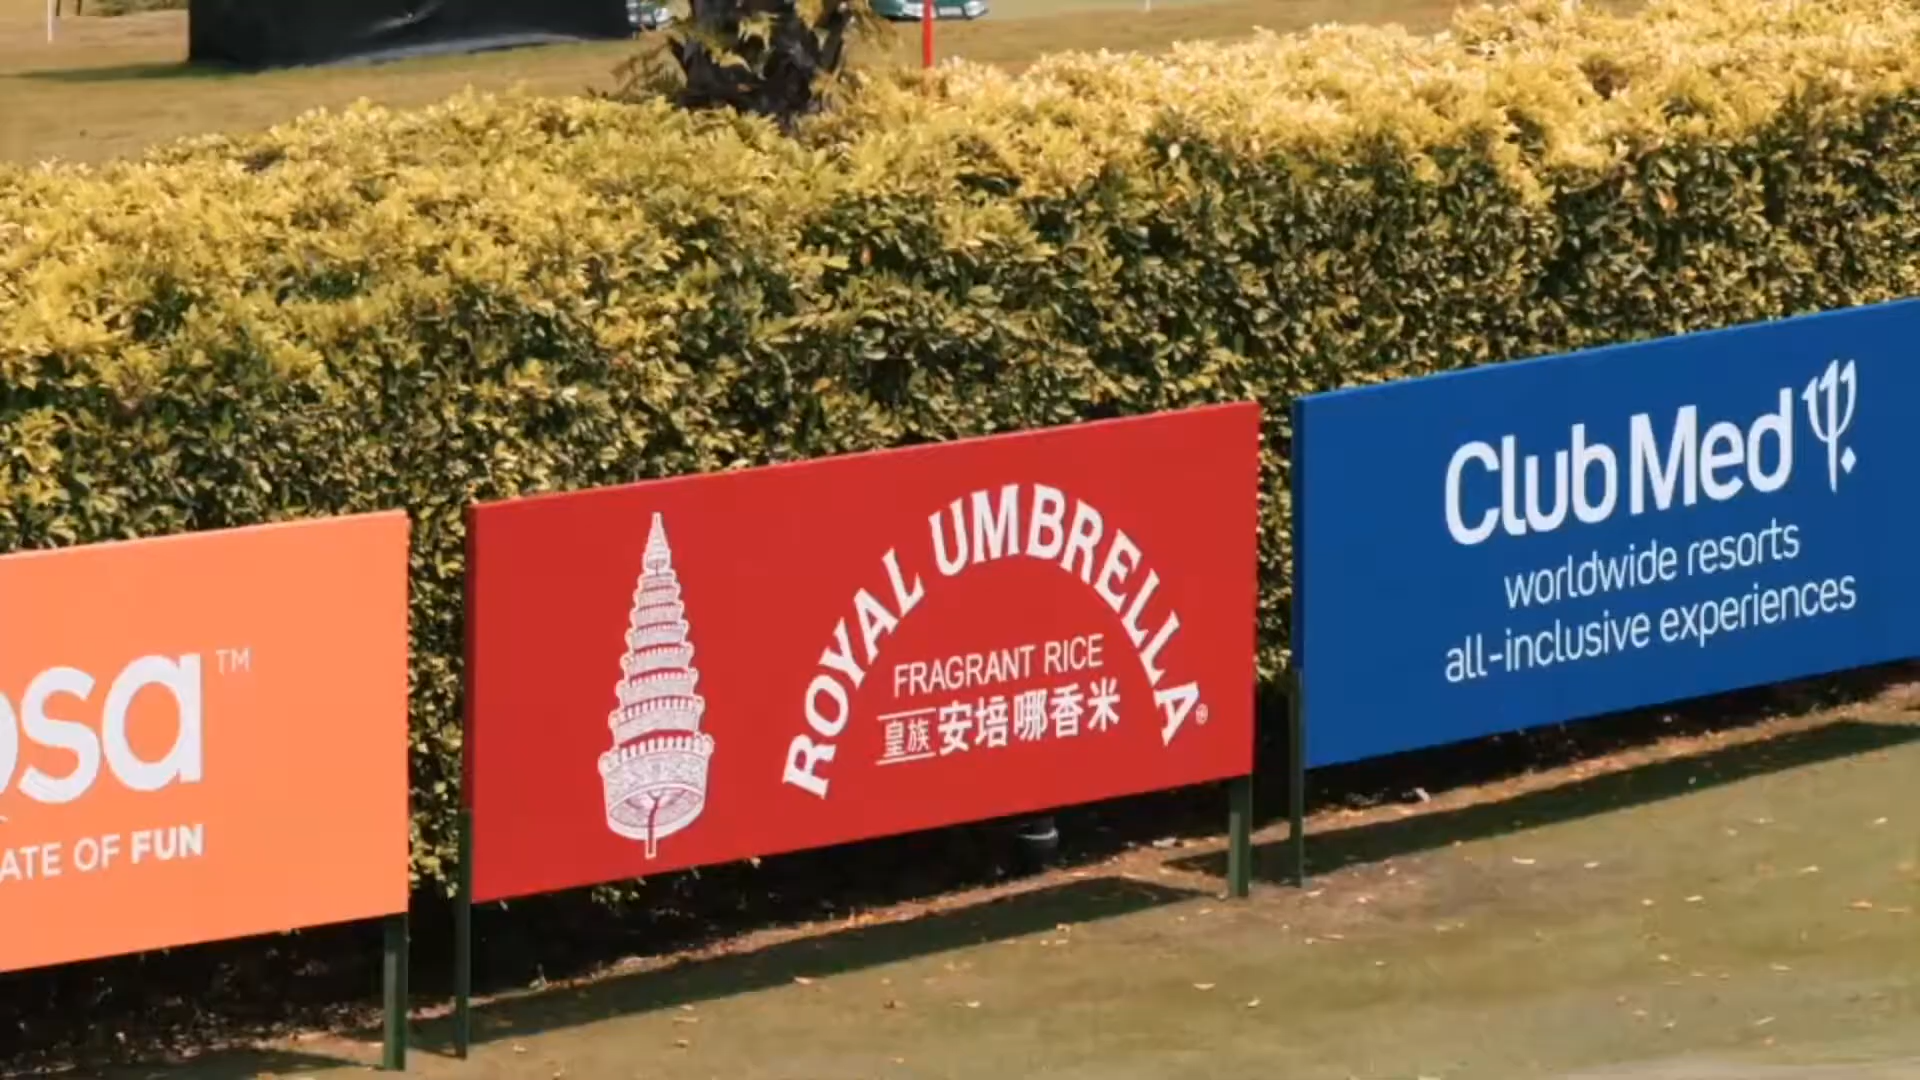 osa™
ATE OF FUN
ROYAL UMBRELLA®
FRAGRANT RICE
皇族 安培哪香米
Club Med
worldwide resorts
all-inclusive experiences